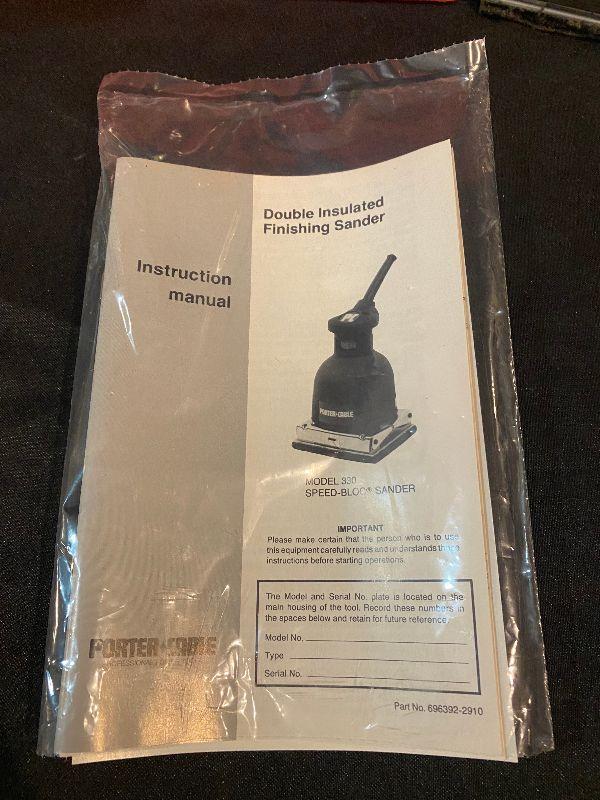 Double Insulated
Finishing Sander
Instruction
manual
PORTER+CABLE
MODEL 330
SPEED-BLOC® SANDER
IMPORTANT
Please make certain that the person who is to use
this equipment carefully reads and understands these
instructions before starting operations.
The Model and Serial No. plate is located on the
main housing of the tool. Record these numbers in
the spaces below and retain for future reference.
Model No.
Type
Serial No.
PORTER+CABLE
PROFESSIONAL
Part No. 696392-2910